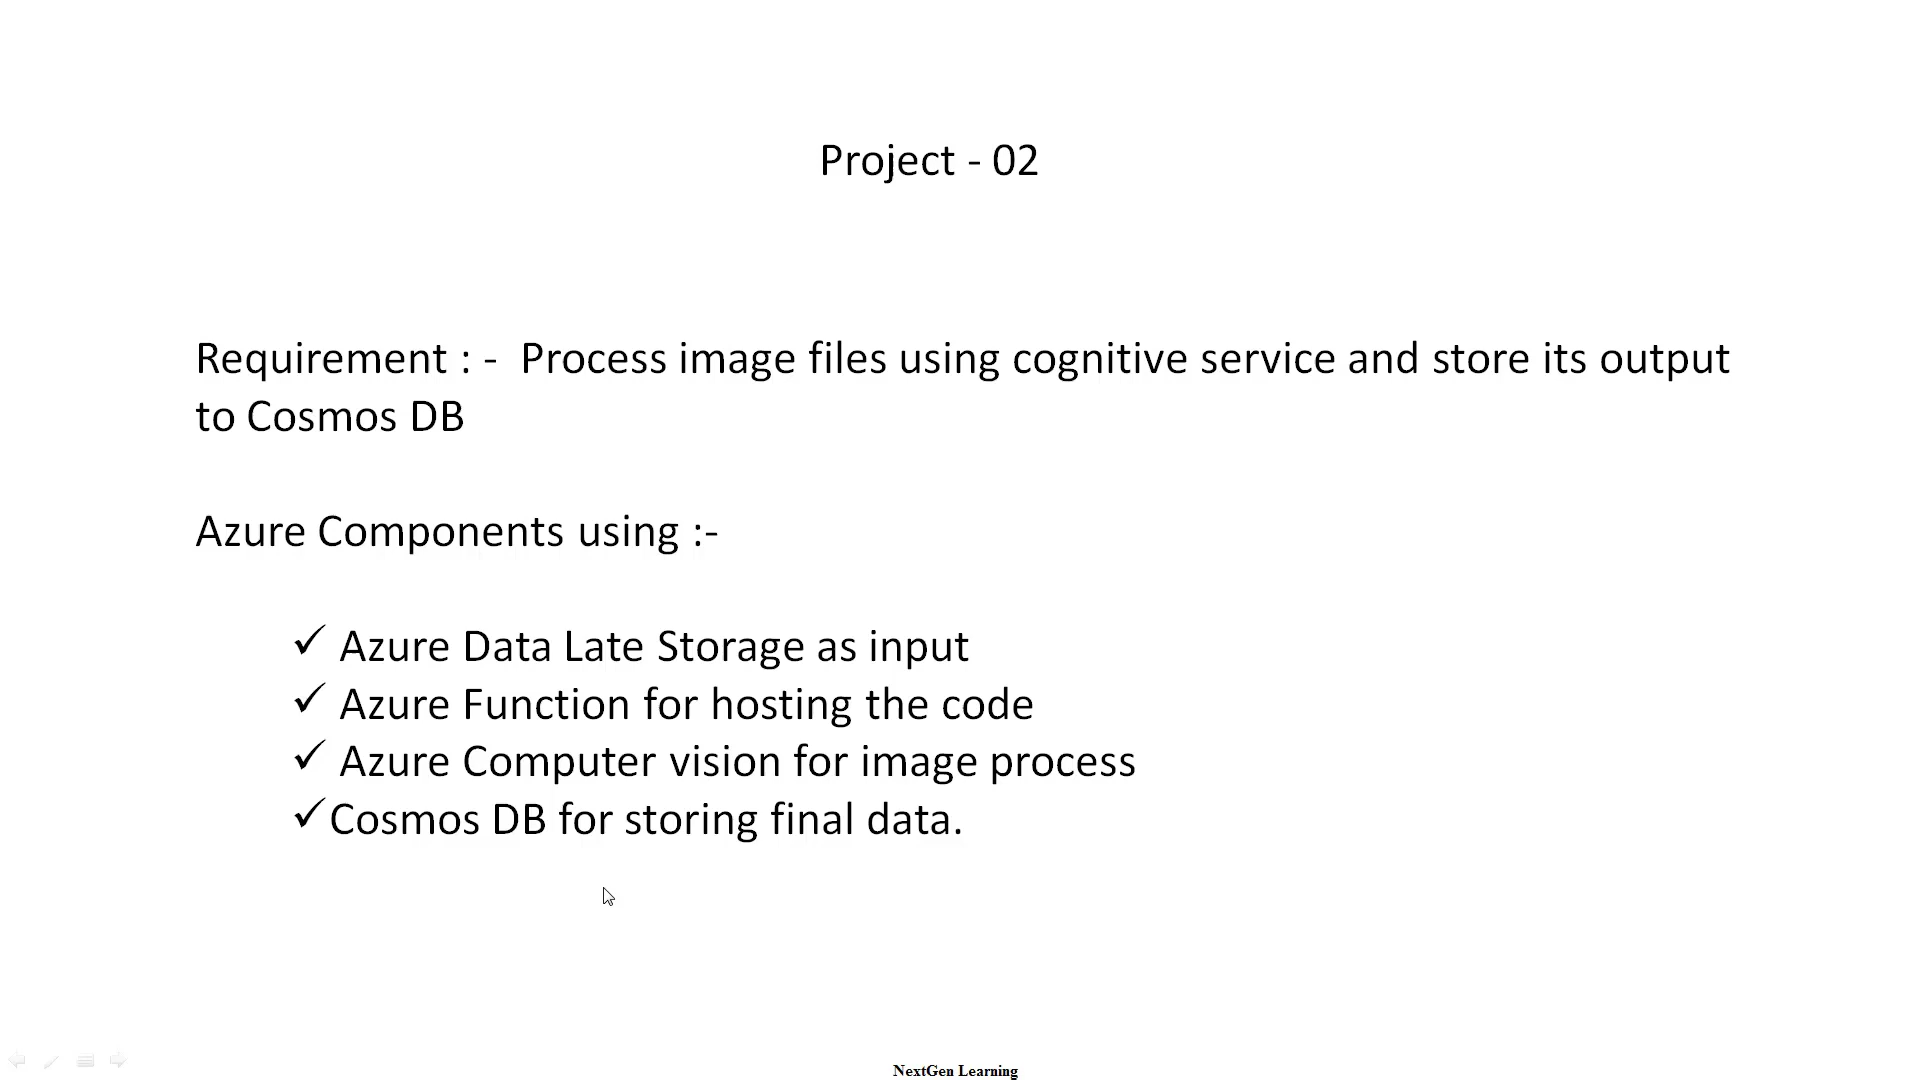 Project - 02
Requirement : - Process image files using cognitive service and store its output
to Cosmos DB
Azure Components using :-
✓ Azure Data Late Storage as input
✓ Azure Function for hosting the code
✓ Azure Computer vision for image process
✓Cosmos DB for storing final data.
NextGen Learning